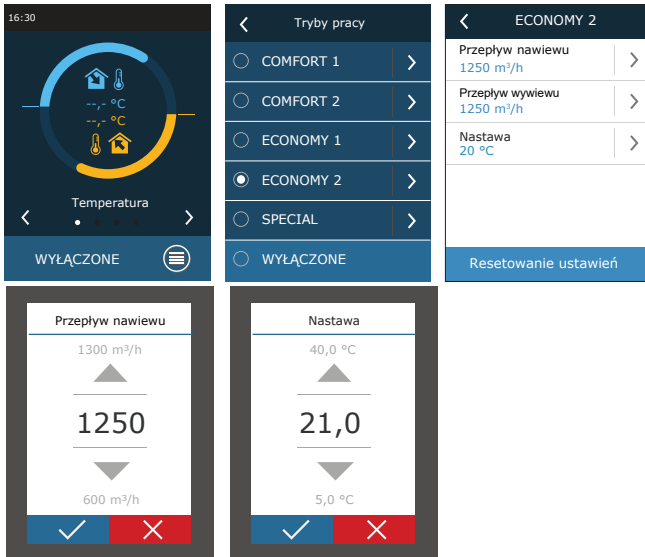 16:30
--,- °C
--,- °C
Temperatura
WYŁĄCZONE
Tryby pracy
COMFORT 1
COMFORT 2
ECONOMY 1
ECONOMY 2
SPECIAL
WYŁĄCZONE
ECONOMY 2
Przepływ nawiewu
1250 m³/h
Przepływ wywiewu
1250 m³/h
Nastawa
20 °C
Resetowanie ustawień
Przepływ nawiewu
1300 m³/h
1250
600 m³/h
Nastawa
40,0 °C
21,0
5,0 °C